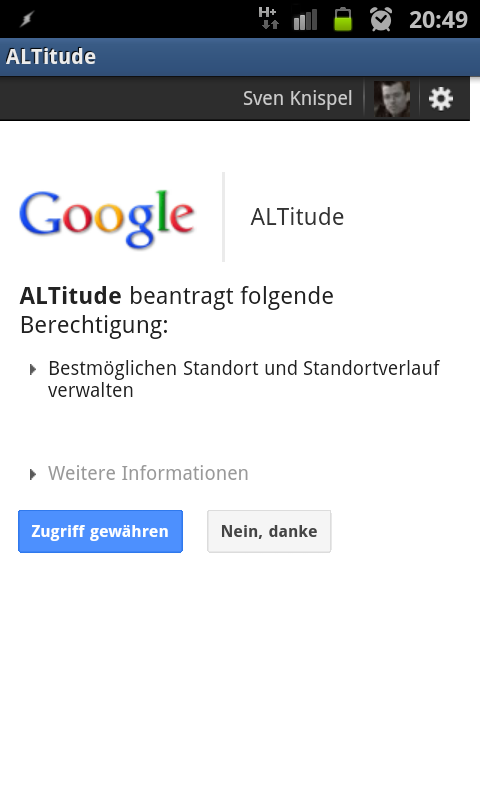 H+ 20:49
ALTitude
Sven Knispel
Google ALTitude
ALTitude beantragt folgende
Berechtigung:
Bestmöglichen Standort und Standortverlauf
verwalten
Weitere Informationen
Zugriff gewähren Nein, danke